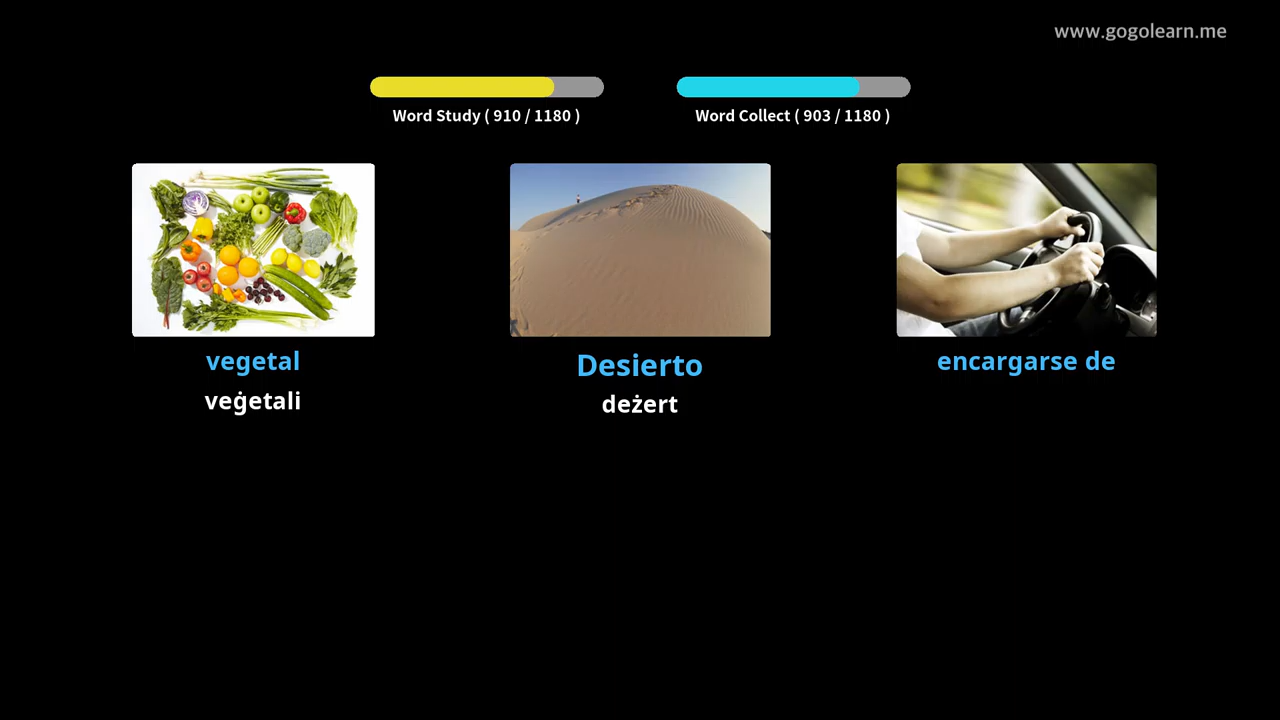 www.gogolearn.me
Word Study ( 910 / 1180 )
Word Collect ( 903 / 1180 )
vegetal
veġetali
Desierto
deżert
encargarse de